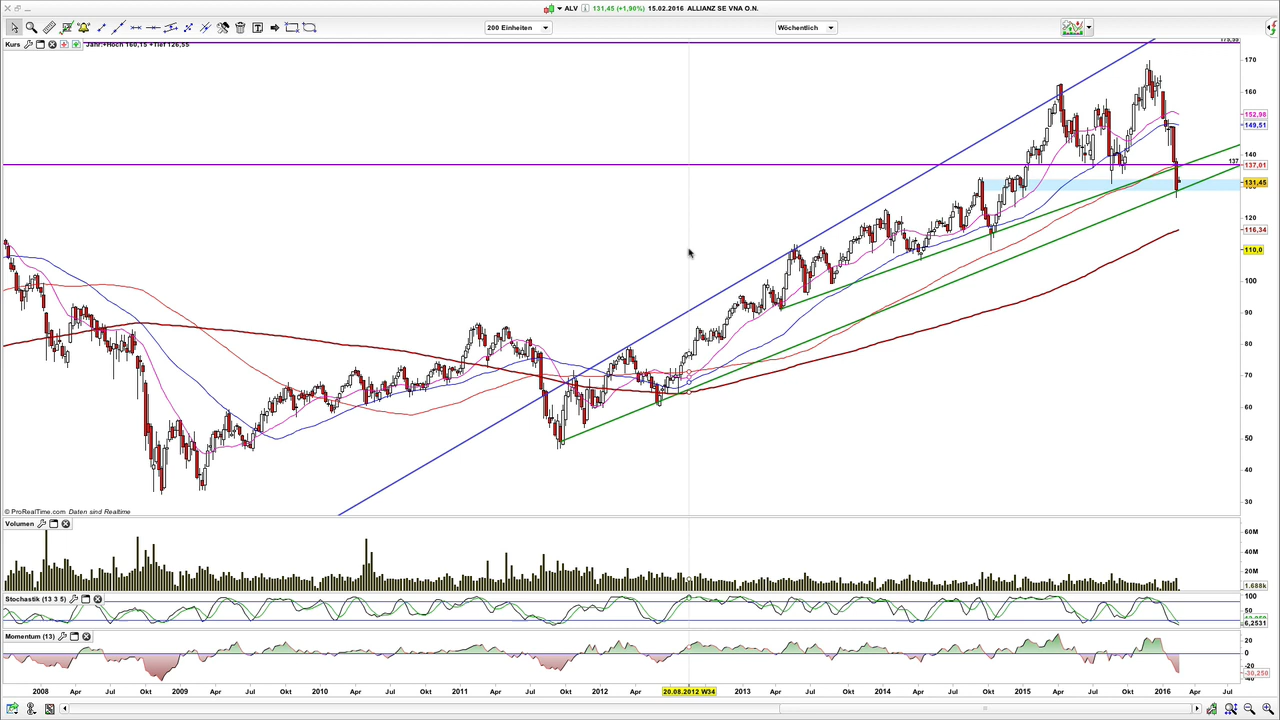 ALV 131,45 (+1,90%) 15.02.2016 ALLIANZ SE VNA O.N.
200 Einheiten
Wöchentlich
Kurs
Jahr:+Hoch 160,15 +Tief 126,55
170
160
152,98
149,51
140
137
137,01
131,45
120
116,34
110,0
100
90
80
70
60
50
40
30
© ProRealTime.com Daten sind Realtime
Volumen
60M
40M
20M
1.688k
Stochastik (13 3 5)
100
50
6,2531
Momentum (13)
20
0
-20
-30,250
2008 Apr Jul Okt 2009 Apr Jul Okt 2010 Apr Jul Okt 2011 Apr Jul Okt 2012 Apr 20.08.2012 W34 2013 Apr Jul Okt 2014 Apr Jul Okt 2015 Apr Jul Okt 2016 Apr Jul